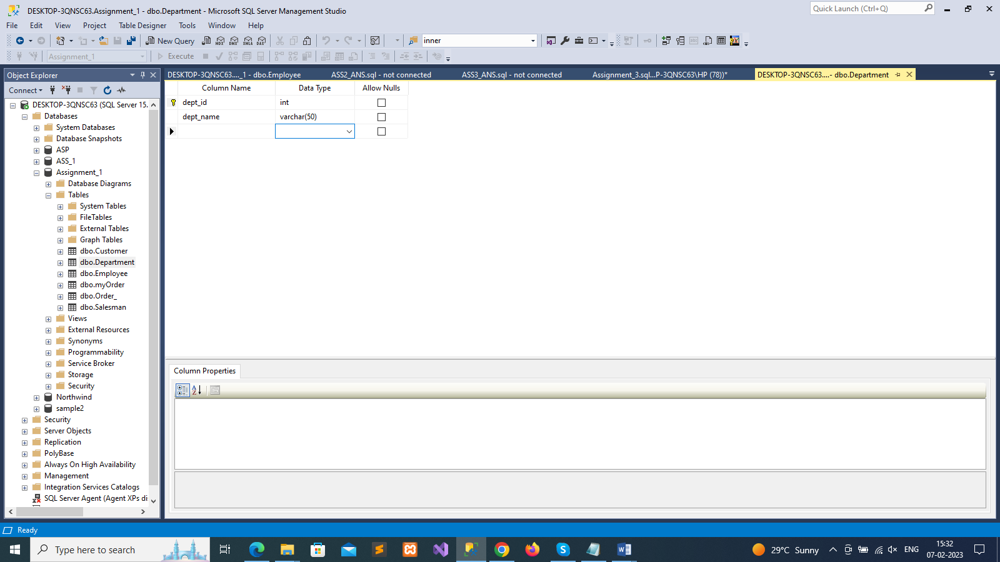 DESKTOP-3QNSC63.Assignment_1 - dbo.Department - Microsoft SQL Server Management Studio
Quick Launch (Ctrl+Q)
File Edit View Project Table Designer Tools Window Help
New Query
MDX DMX XMLA DAX
inner
Assignment_1
Execute
Object Explorer
DESKTOP-3QNSC63...._1 - dbo.Employee
ASS2_ANS.sql - not connected
ASS3_ANS.sql - not connected
Assignment_3.sql...P-3QNSC63\HP (78))*
DESKTOP-3QNSC63....- dbo.Department
Connect
DESKTOP-3QNSC63 (SQL Server 15.
Databases
System Databases
Database Snapshots
ASP
ASS_1
Assignment_1
Database Diagrams
Tables
System Tables
FileTables
External Tables
Graph Tables
dbo.Customer
dbo.Department
dbo.Employee
dbo.myOrder
dbo.Order_
dbo.Salesman
Views
External Resources
Synonyms
Programmability
Service Broker
Storage
Security
Northwind
sample2
Security
Server Objects
Replication
PolyBase
Always On High Availability
Management
Integration Services Catalogs
SQL Server Agent (Agent XPs di
Column Name Data Type Allow Nulls
dept_id int
dept_name varchar(50)
Column Properties
Ready
Type here to search
29°C Sunny
ENG
15:32
07-02-2023